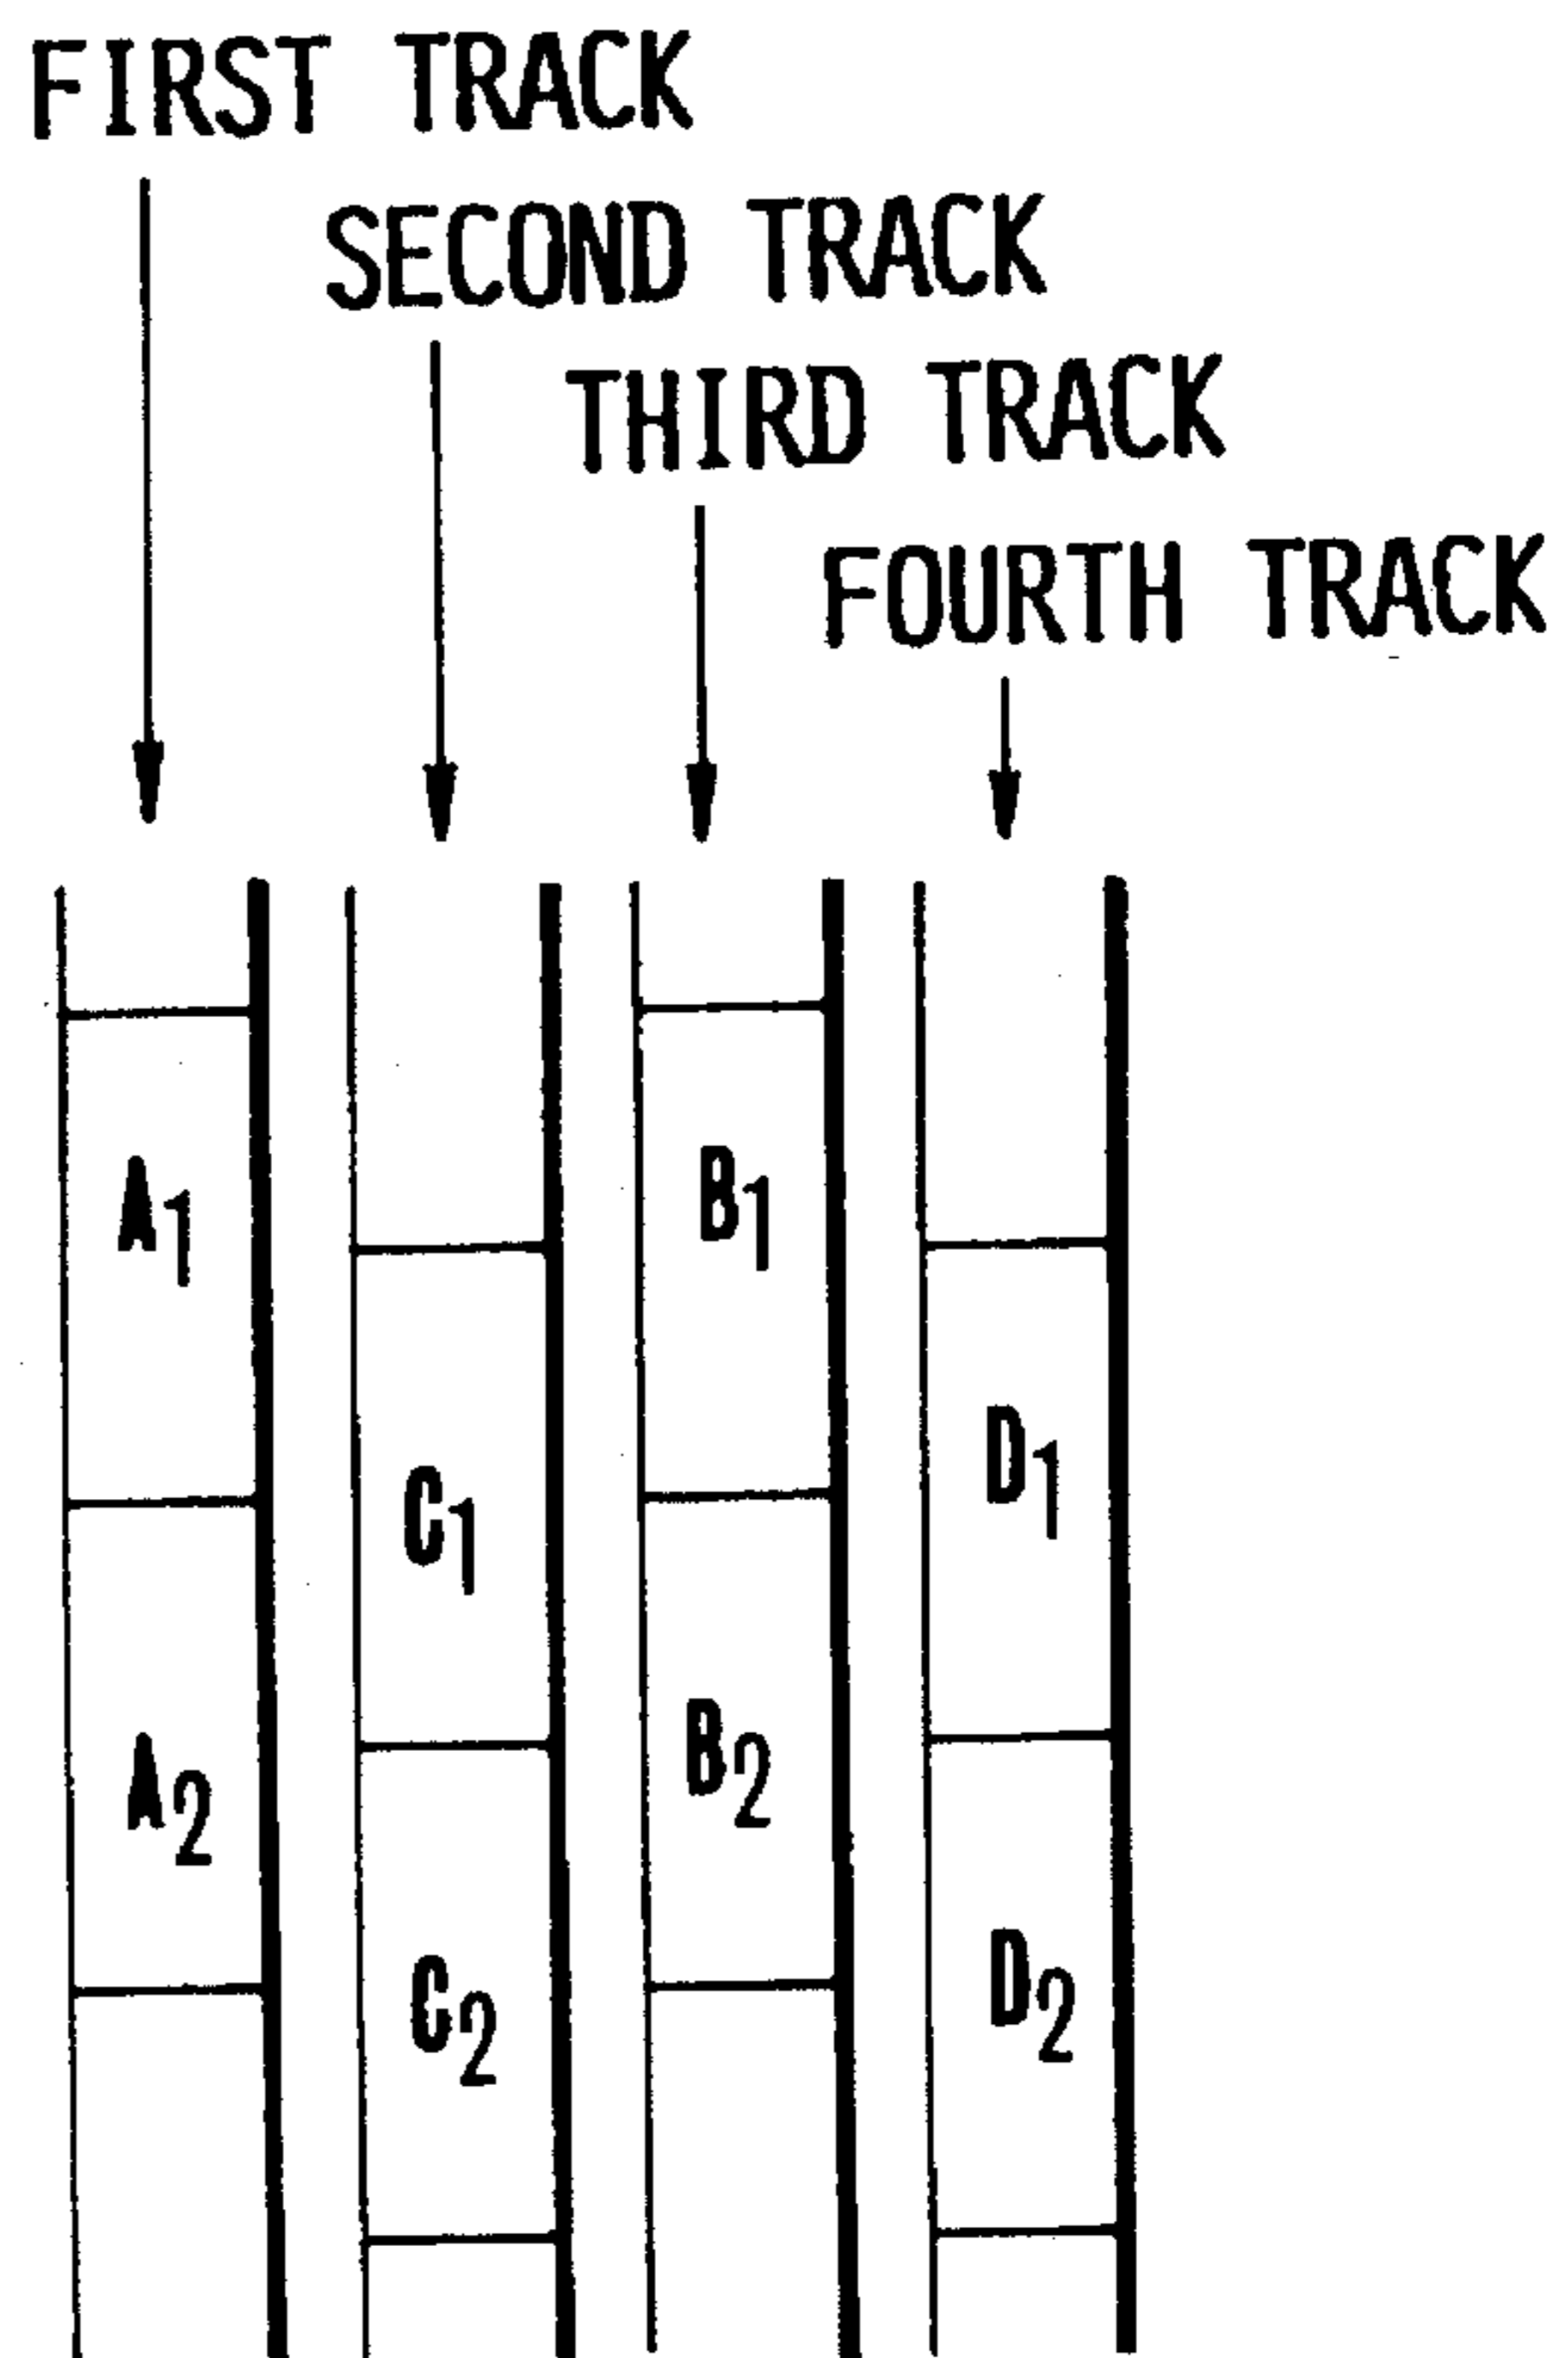 FIRST TRACK
SECOND TRACK
THIRD TRACK
FOURTH TRACK
A1
B1
C1
D1
A2
B2
C2
D2